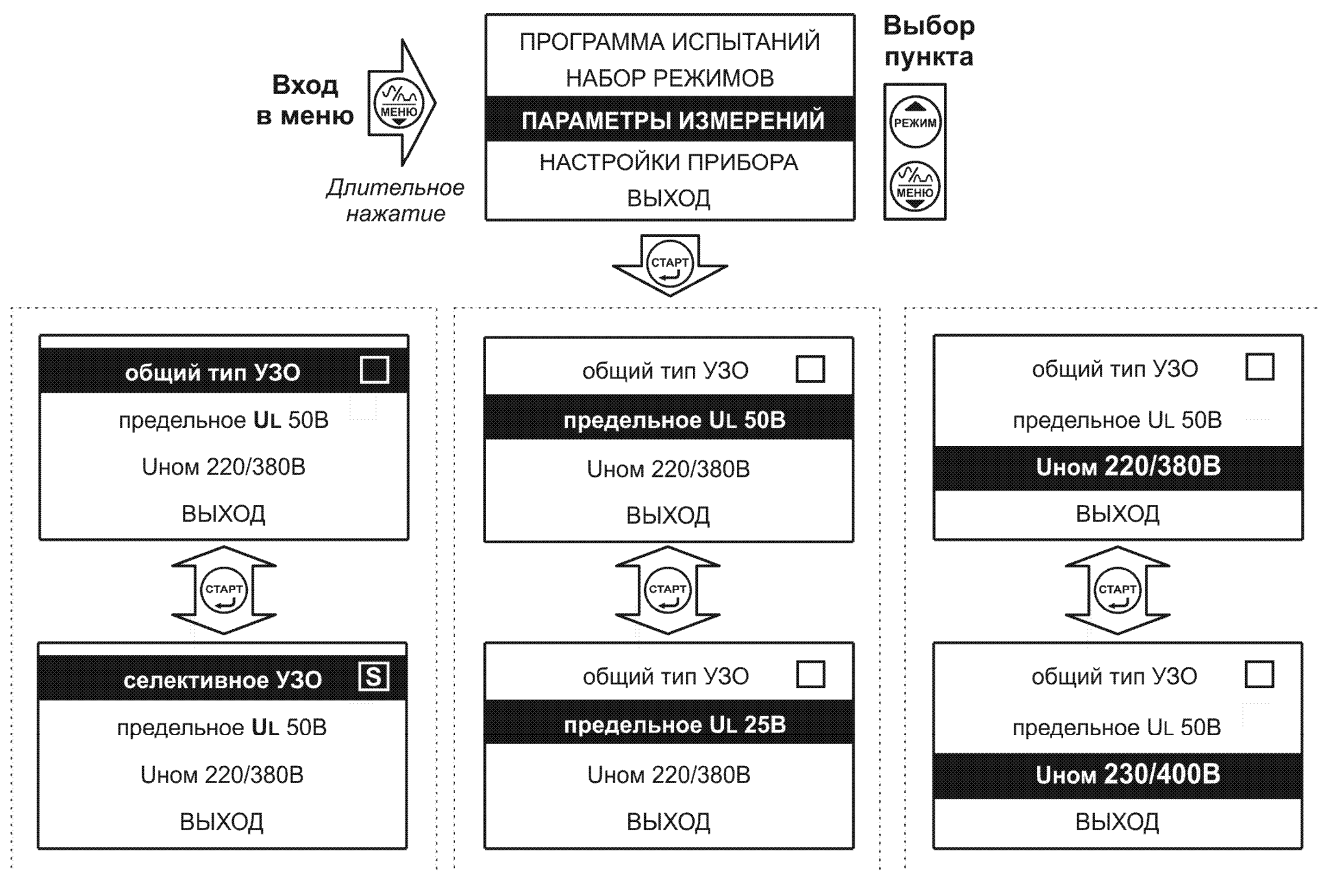 Вход
в меню
МЕНЮ
Длительное
нажатие
ПРОГРАММА ИСПЫТАНИЙ
НАБОР РЕЖИМОВ
ПАРАМЕТРЫ ИЗМЕРЕНИЙ
НАСТРОЙКИ ПРИБОРА
ВЫХОД
Выбор
пункта
РЕЖИМ
МЕНЮ
СТАРТ
общий тип УЗО
предельное UL 50В
Uном 220/380В
ВЫХОД
СТАРТ
селективное УЗО S
предельное UL 50В
Uном 220/380В
ВЫХОД
общий тип УЗО
предельное UL 50В
Uном 220/380В
ВЫХОД
СТАРТ
общий тип УЗО
предельное UL 25В
Uном 220/380В
ВЫХОД
общий тип УЗО
предельное UL 50В
Uном 220/380В
ВЫХОД
СТАРТ
общий тип УЗО
предельное UL 50В
Uном 230/400В
ВЫХОД